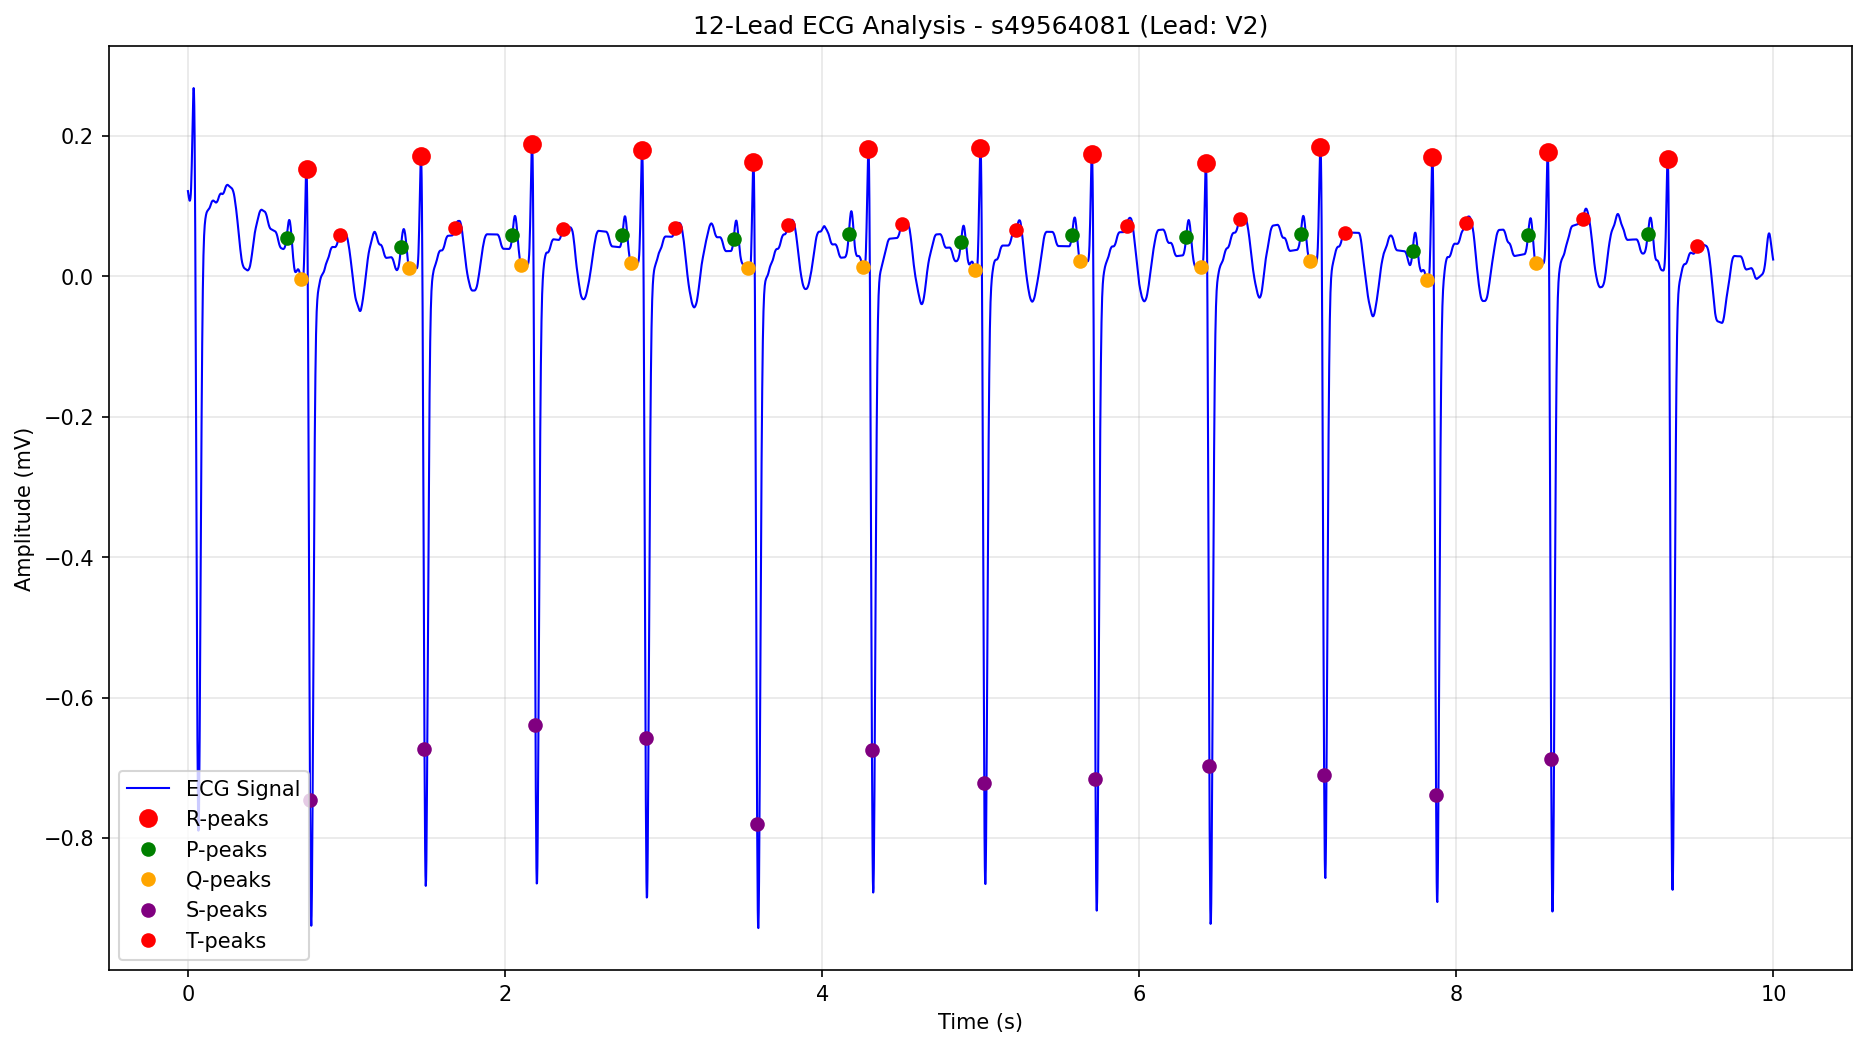 12-Lead ECG Analysis - s49564081 (Lead: V2)
Amplitude (mV)
0.2
0.0
−0.2
−0.4
−0.6
−0.8
ECG Signal
R-peaks
P-peaks
Q-peaks
S-peaks
T-peaks
0 2 4 6 8 10
Time (s)